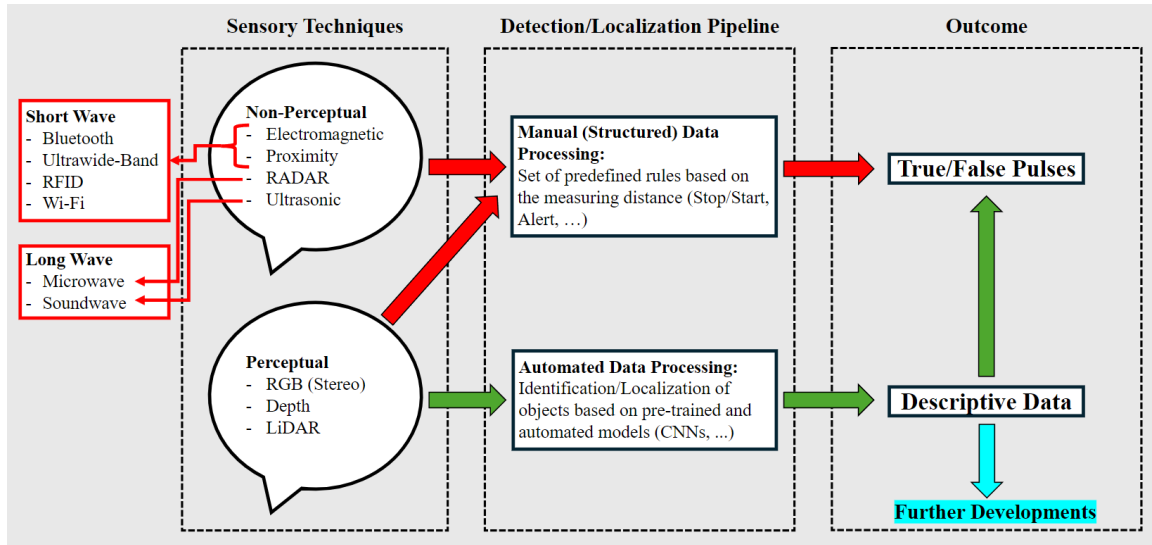 Sensory Techniques
Detection/Localization Pipeline
Outcome
Short Wave
- Bluetooth
- Ultrawide-Band
- RFID
- Wi-Fi
Long Wave
- Microwave
- Soundwave
Non-Perceptual
- Electromagnetic
- Proximity
- RADAR
- Ultrasonic
Perceptual
- RGB (Stereo)
- Depth
- LiDAR
Manual (Structured) Data
Processing:
Set of predefined rules based on
the measuring distance (Stop/Start,
Alert, …)
Automated Data Processing:
Identification/Localization of
objects based on pre-trained and
automated models (CNNs, ...)
True/False Pulses
Descriptive Data
Further Developments